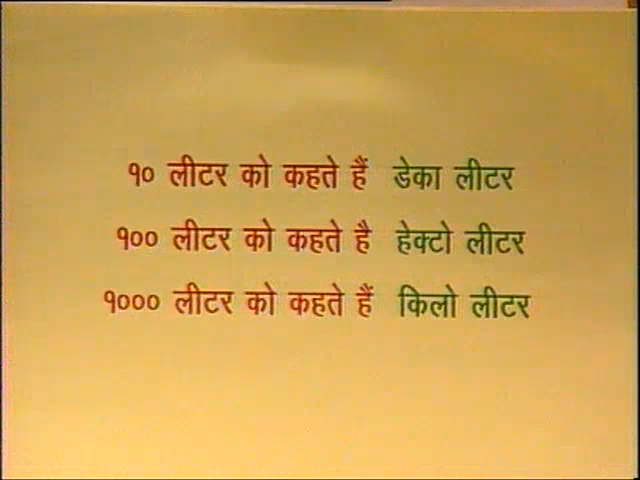 १० लीटर को कहते हैं डेका लीटर
१०० लीटर को कहते है हेक्टो लीटर
१००० लीटर को कहते हैं किलो लीटर